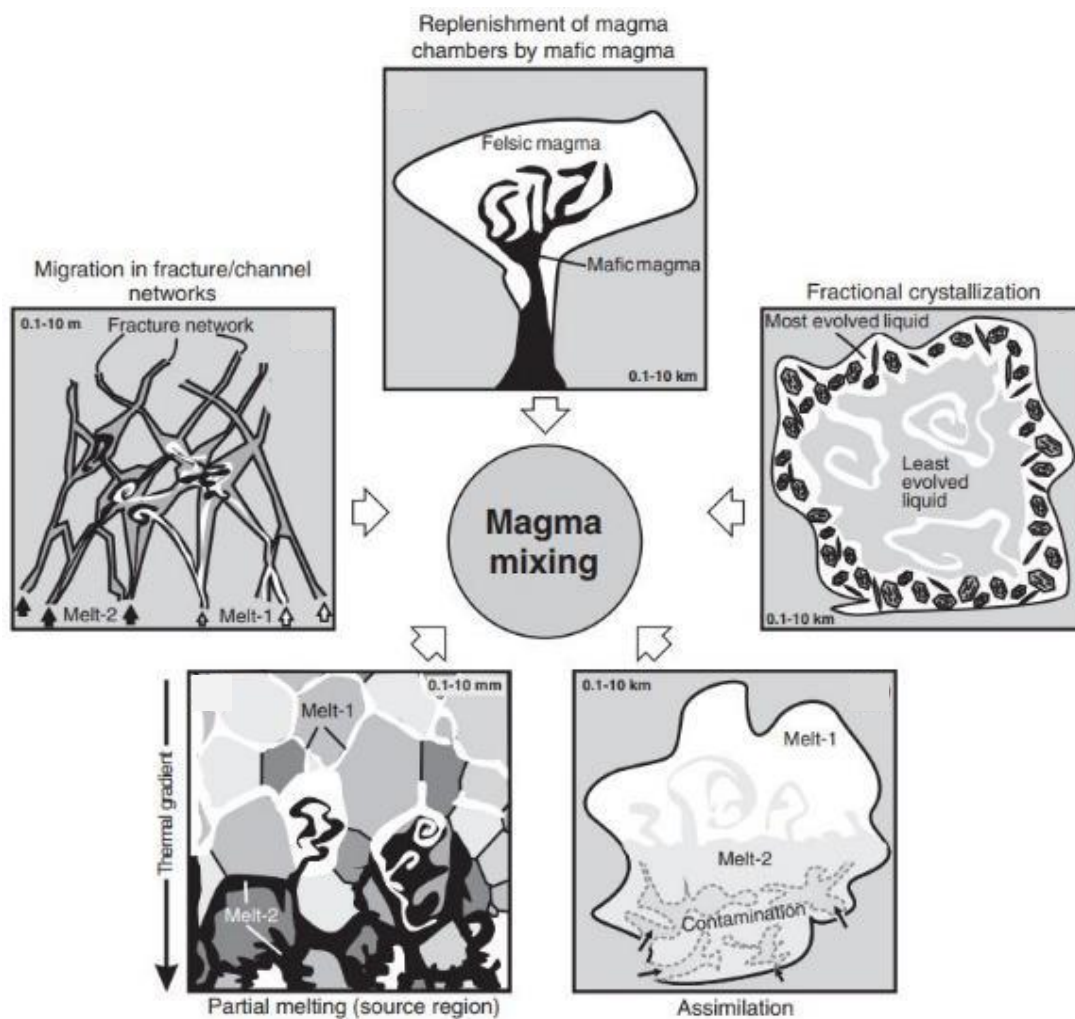 Replenishment of magma
chambers by mafic magma
Felsic magma
Mafic magma
0.1-10 km
Migration in fracture/channel
networks
0.1-10 m
Fracture network
Melt-2
Melt-1
Fractional crystallization
Most evolved liquid
Least
evolved
liquid
0.1-10 km
Magma
mixing
Thermal gradient
0.1-10 mm
Melt-1
Melt-2
Partial melting (source region)
0.1-10 km
Melt-1
Melt-2
Contamination
Assimilation